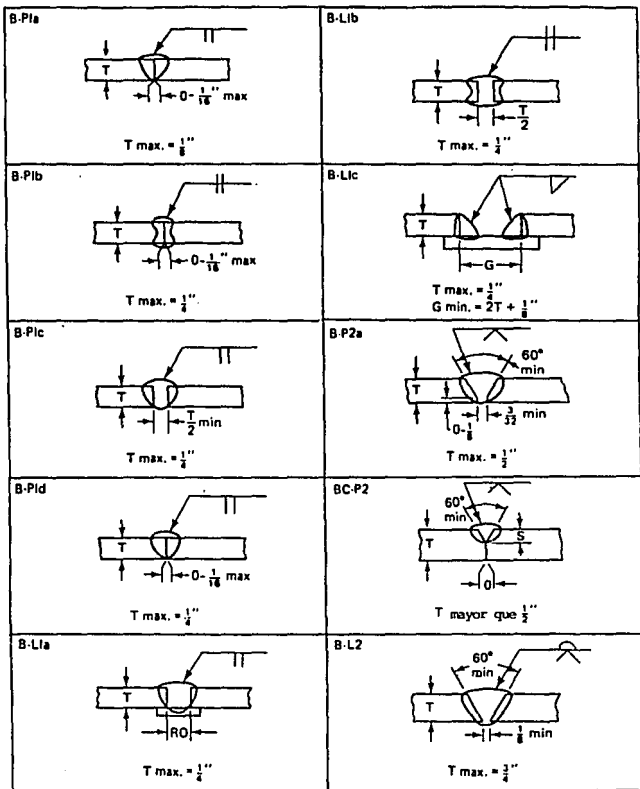 B-P1a
T
0-1/16" max
T max. = 1/8"
B-L1b
T
T/2
T max. = 1/4"
B-P1b
T
0-1/16" max
T max. = 1/4"
B-L1c
T
G
T max. = 1/4"
G min. = 2T + 1/8"
B-P1c
T
T/2 min
T max. = 1/4"
B-P2a
60°
min
T
0-1/8
3/32 min
T max. = 1/2"
B-P1d
T
0-1/16 max
T max. = 1/4"
BC-P2
60°
min
T
S
0
T mayor que 1/2"
B-L1a
T
RO
T max. = 1/4"
B-L2
60°
min
T
1/8 min
T max. = 3/4"